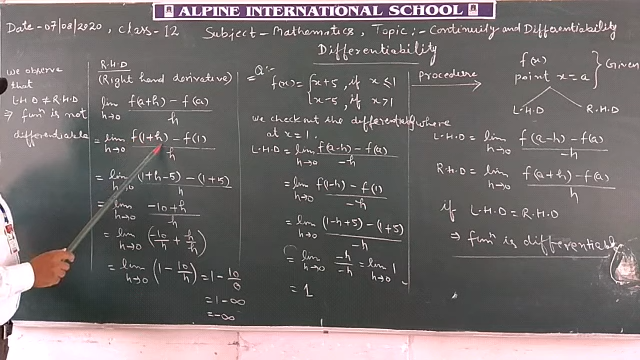 ALPINE INTERNATIONAL SCHOOL
Date-07/08/2020, class-12 Subject-Mathematics, Topic:-Continuity and Differentiability
Differentiability
we observe
that
L.H.D ≠ R.H.D
⇒ funⁿ is not
differentiable
R.H.D
(Right hand derivative)
lim h→0 f(a+h) - f(a) / h
= lim h→0 f(1+h) - f(1) / h
= lim h→0 (1+h-5) - (1+5) / h
= lim h→0 -10+h / h
= lim h→0 (-10/h + h/h)
= lim h→0 (1 - 10/h) = 1 - 10/0
= 1-∞
= -∞
Qⁿ:- f(x) = { x+5, if x ≤ 1
x-5, if x > 1
we check out the differentiability where
at x = 1.
L.H.D = lim h→0 f(a-h) - f(a) / -h
= lim h→0 f(1-h) - f(1) / -h
= lim h→0 (1-h+5) - (1+5) / -h
= lim h→0 -h/-h = lim h→0 1
= 1
Procedure
f(x)
point x=a } Given
L.H.D R.H.D
L.H.D = lim h→0 f(a-h) - f(a) / -h
R.H.D = lim h→0 f(a+h) - f(a) / h
if L.H.D = R.H.D
⇒ funⁿ is differentiable